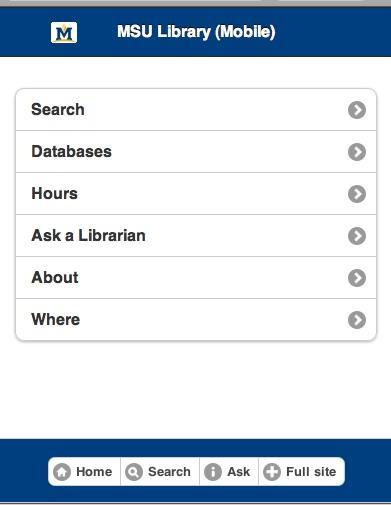 M
MSU Library (Mobile)
Search
Databases
Hours
Ask a Librarian
About
Where
Home Search Ask Full site